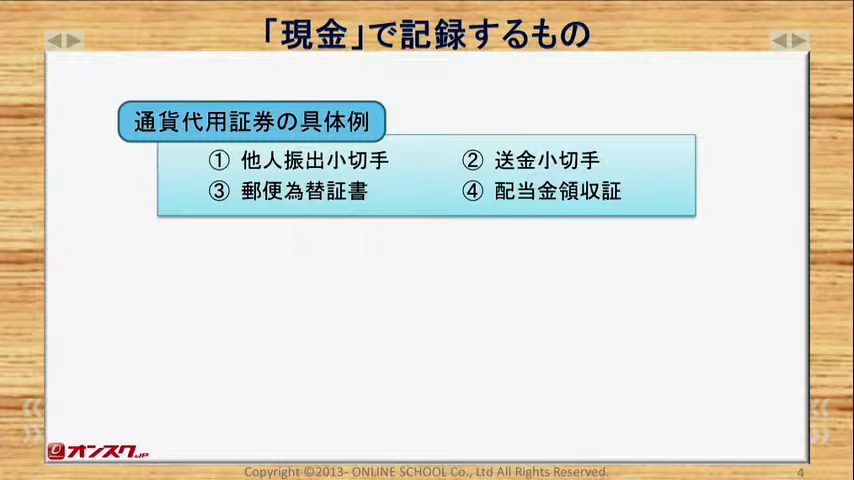 「現金」で記録するもの
通貨代用証券の具体例
① 他人振出小切手 ② 送金小切手
③ 郵便為替証書 ④ 配当金領収証
オンスク.JP
Copyright ©2013- ONLINE SCHOOL Co., Ltd All Rights Reserved.
4